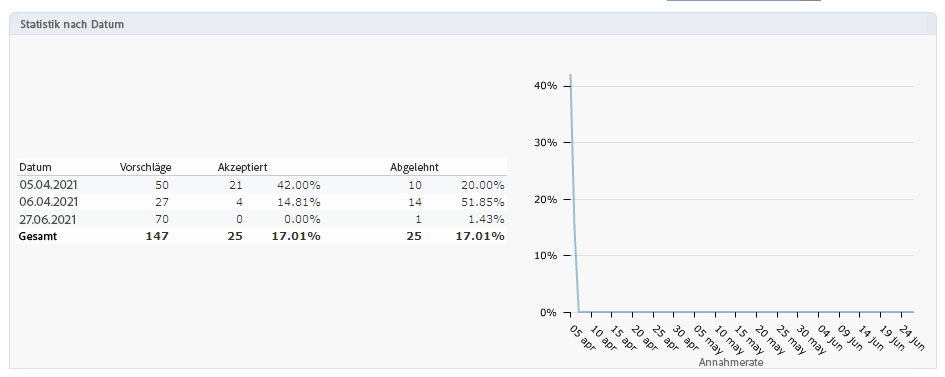 Statistik nach Datum
Datum Vorschläge Akzeptiert Abgelehnt
05.04.2021 50 21 42.00% 10 20.00%
06.04.2021 27 4 14.81% 14 51.85%
27.06.2021 70 0 0.00% 1 1.43%
Gesamt 147 25 17.01% 25 17.01%
40%
30%
20%
10%
0%
05 apr 10 apr 15 apr 20 apr 25 apr 30 apr 05 may 10 may 15 may 20 may 25 may 30 may 04 jun 09 jun 14 jun 19 jun 24 jun
Annahmerate